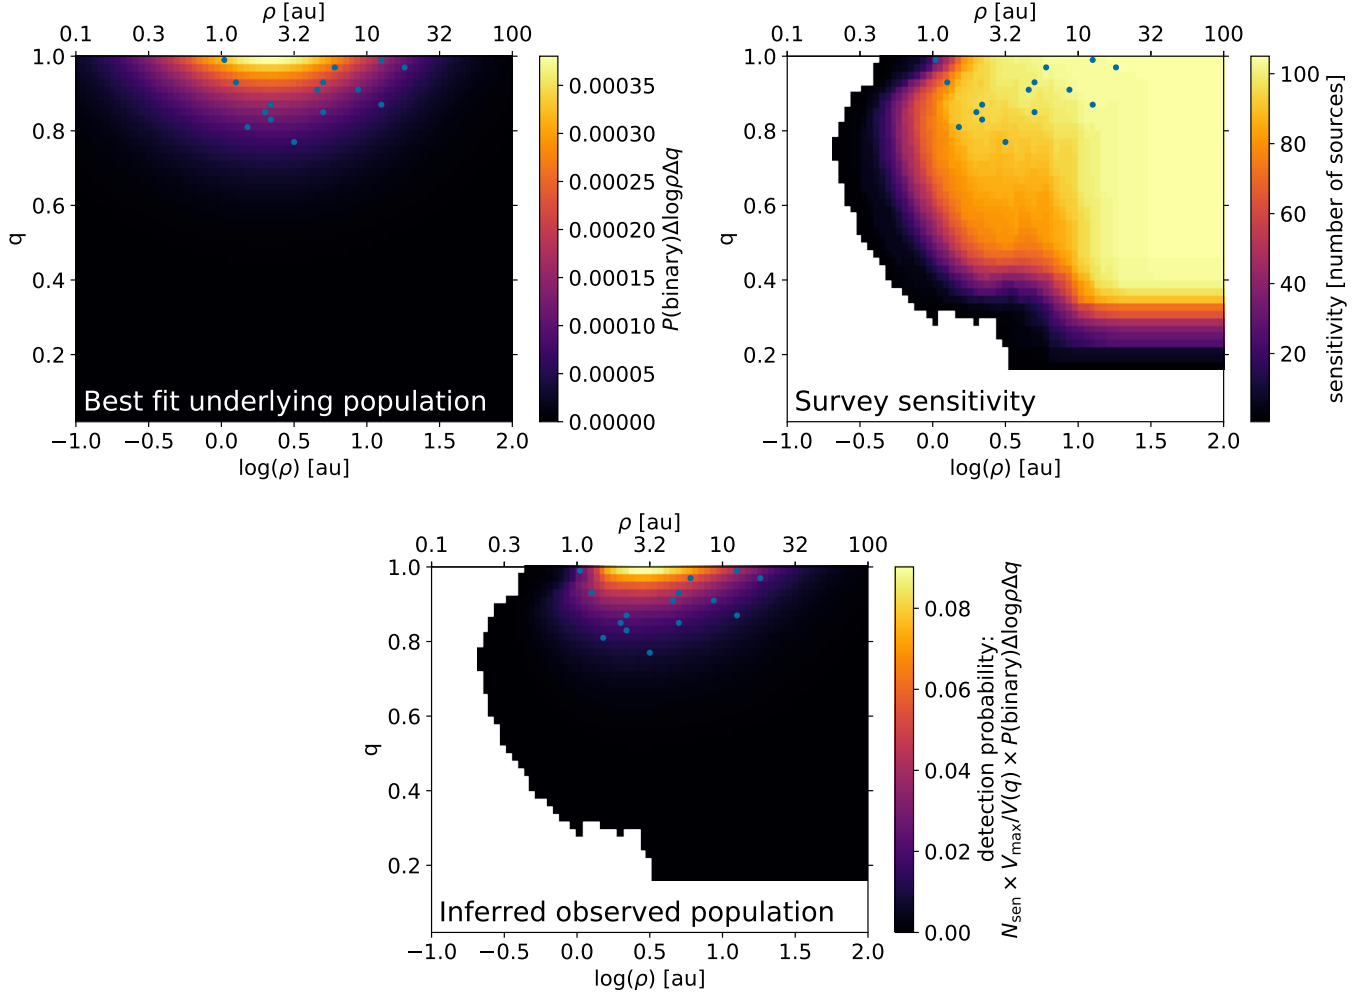 ρ [au]
0.1 0.3 1.0 3.2 10 32 100
1.0
0.8
0.6
0.4
0.2
q
Best fit underlying population
−1.0 −0.5 0.0 0.5 1.0 1.5 2.0
log(ρ) [au]
0.00035
0.00030
0.00025
0.00020
0.00015
0.00010
0.00005
0.00000
P(binary)ΔlogρΔq
ρ [au]
0.1 0.3 1.0 3.2 10 32 100
1.0
0.8
0.6
0.4
0.2
q
Survey sensitivity
−1.0 −0.5 0.0 0.5 1.0 1.5 2.0
log(ρ) [au]
100
80
60
40
20
sensitivity [number of sources]
ρ [au]
0.1 0.3 1.0 3.2 10 32 100
1.0
0.8
0.6
0.4
0.2
q
Inferred observed population
−1.0 −0.5 0.0 0.5 1.0 1.5 2.0
log(ρ) [au]
0.08
0.06
0.04
0.02
0.00
detection probability:
N_sen × V_max/V(q) × P(binary)ΔlogρΔq